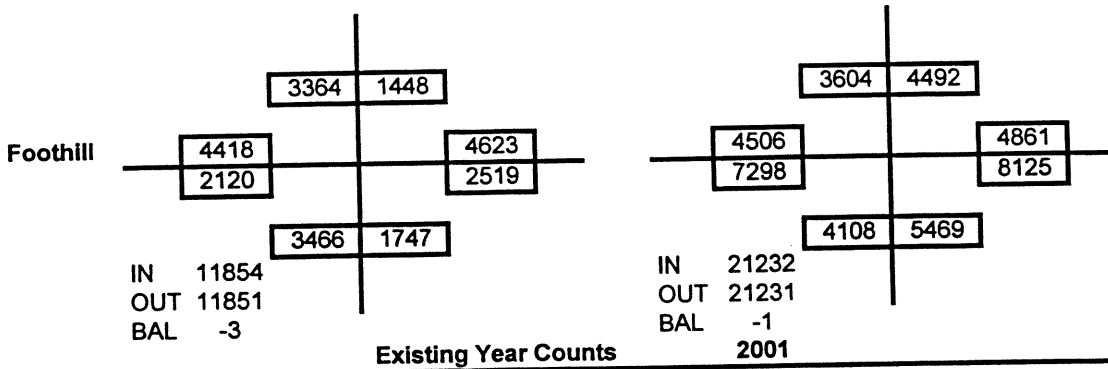 3364 1448 3604 4492
Foothill 4418 4623 4506 4861
2120 2519 7298 8125
3466 1747 4108 5469
IN 11854 IN 21232
OUT 11851 OUT 21231
BAL -3 BAL -1
Existing Year Counts 2001